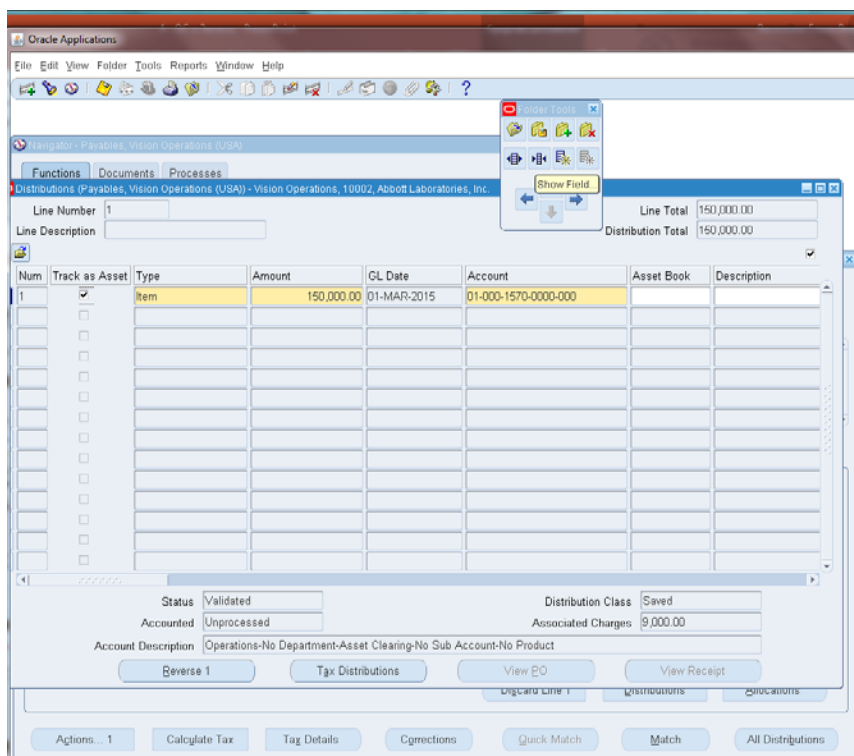 Oracle Applications
File Edit View Folder Tools Reports Window Help
Folder Tools
Navigator - Payables, Vision Operations (USA)
Functions Documents Processes
Distributions (Payables, Vision Operations (USA)) - Vision Operations, 10002, Abbott Laboratories, Inc.
Show Field...
Line Number 1 Line Total 150,000.00
Line Description Distribution Total 150,000.00
Num Track as Asset Type Amount GL Date Account Asset Book Description
1 Item 150,000.00 01-MAR-2015 01-000-1570-0000-000
Status Validated Distribution Class Saved
Accounted Unprocessed Associated Charges 9,000.00
Account Description Operations-No Department-Asset Clearing-No Sub Account-No Product
Reverse 1 Tax Distributions View PO View Receipt
Discard Line 1 Distributions Allocations
Actions... 1 Calculate Tax Tax Details Corrections Quick Match Match All Distributions